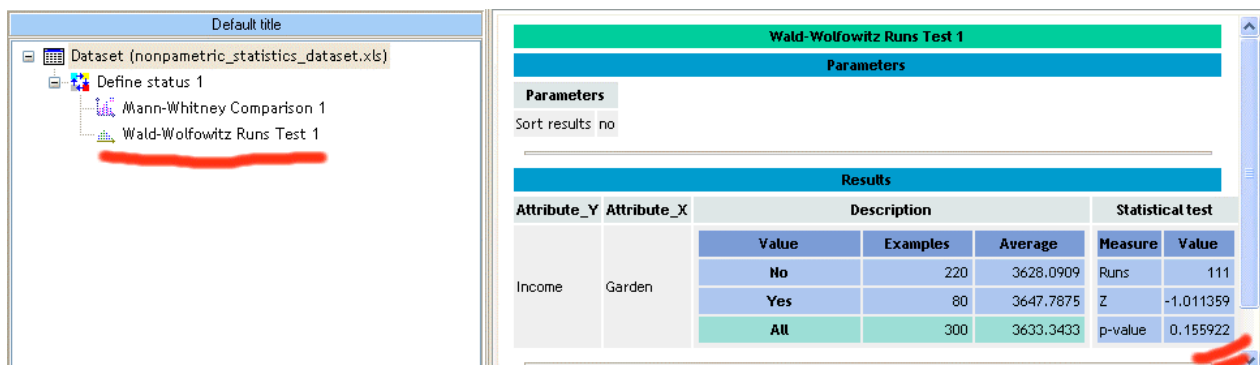 Default title
Dataset (nonpametric_statistics_dataset.xls)
Define status 1
Mann-Whitney Comparison 1
Wald-Wolfowitz Runs Test 1
Wald-Wolfowitz Runs Test 1
Parameters
Parameters
Sort results no
Results
Attribute_Y Attribute_X Description Statistical test
Value Examples Average Measure Value
Income Garden
No 220 3628.0909 Runs 111
Yes 80 3647.7875 Z -1.011359
All 300 3633.3433 p-value 0.155922